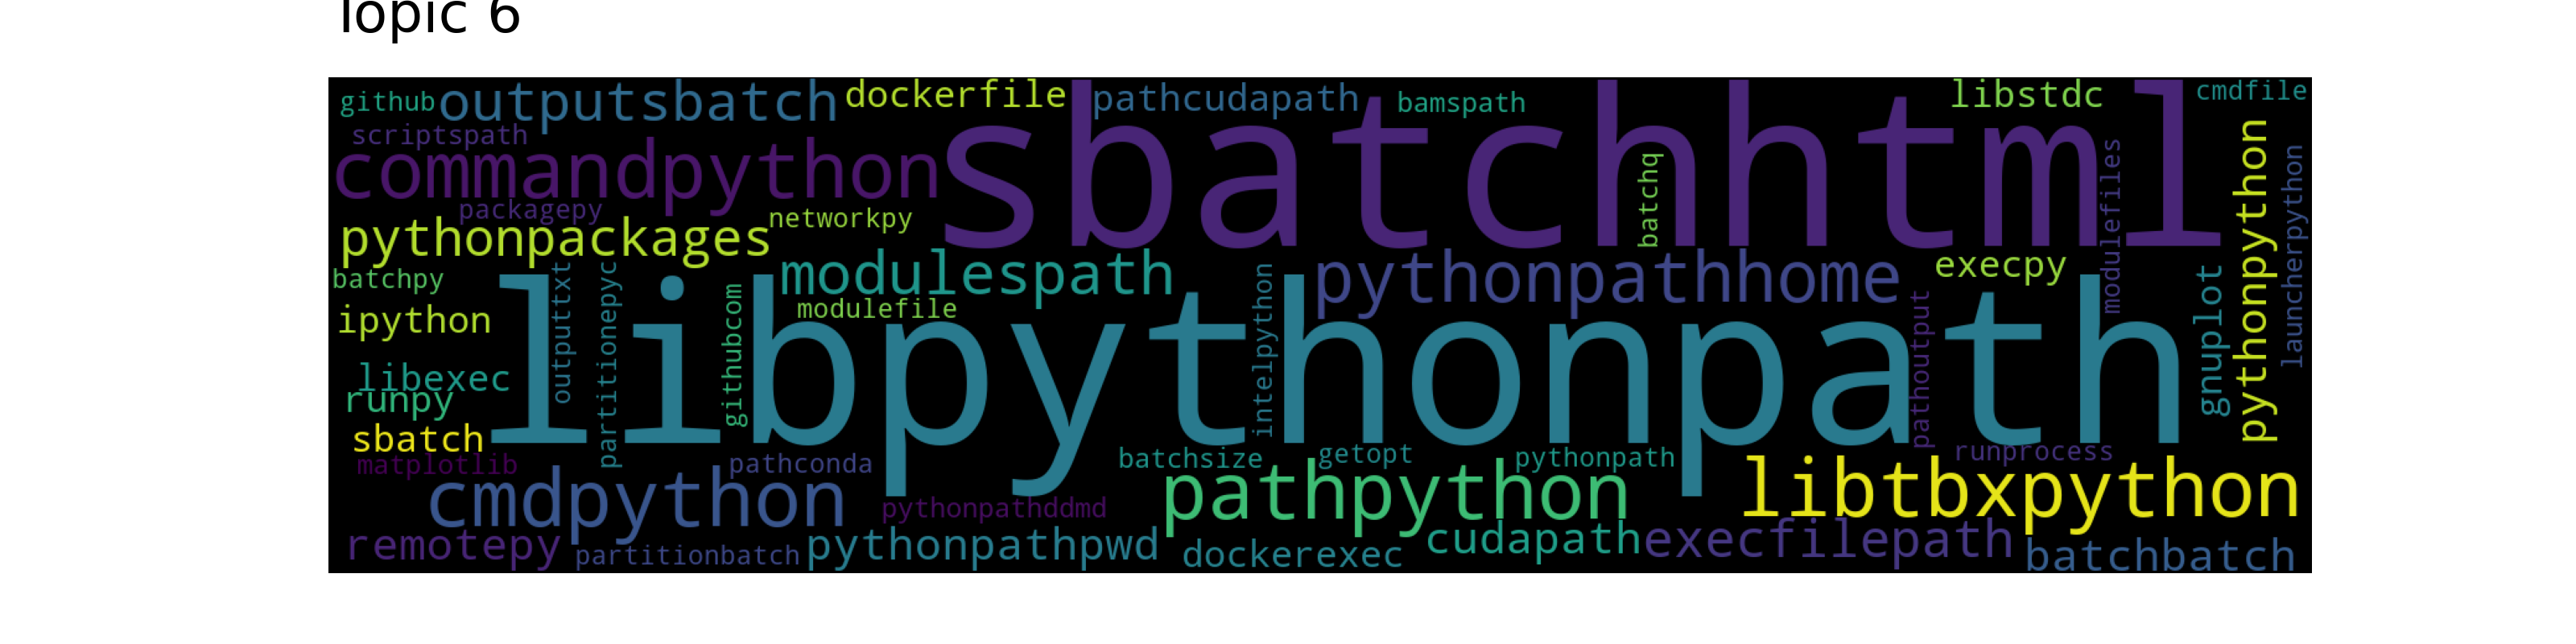 Topic 6
github
outputsbatch
dockerfile
pathcudapath
bamspath
libstdc
cmdfile
scriptspath
commandpython
sbatchhtml
batchq
modulefiles
pythonpython
launcherpython
packagepy
networkpy
pythonpackages
modulespath
pythonpathhome
execpy
batchpy
modulefile
ipython
outputtxt
partitionepyc
githubcom
libpythonpath
intelpython
pathoutput
gnuplot
libexec
runpy
sbatch
matplotlib
pathconda
batchsize
getopt
pythonpath
runprocess
cmdpython
pythonpathddmd
pathpython
libtbxpython
remotepy
partitionbatch
pythonpathpwd
dockerexec
cudapath
execfilepath
batchbatch